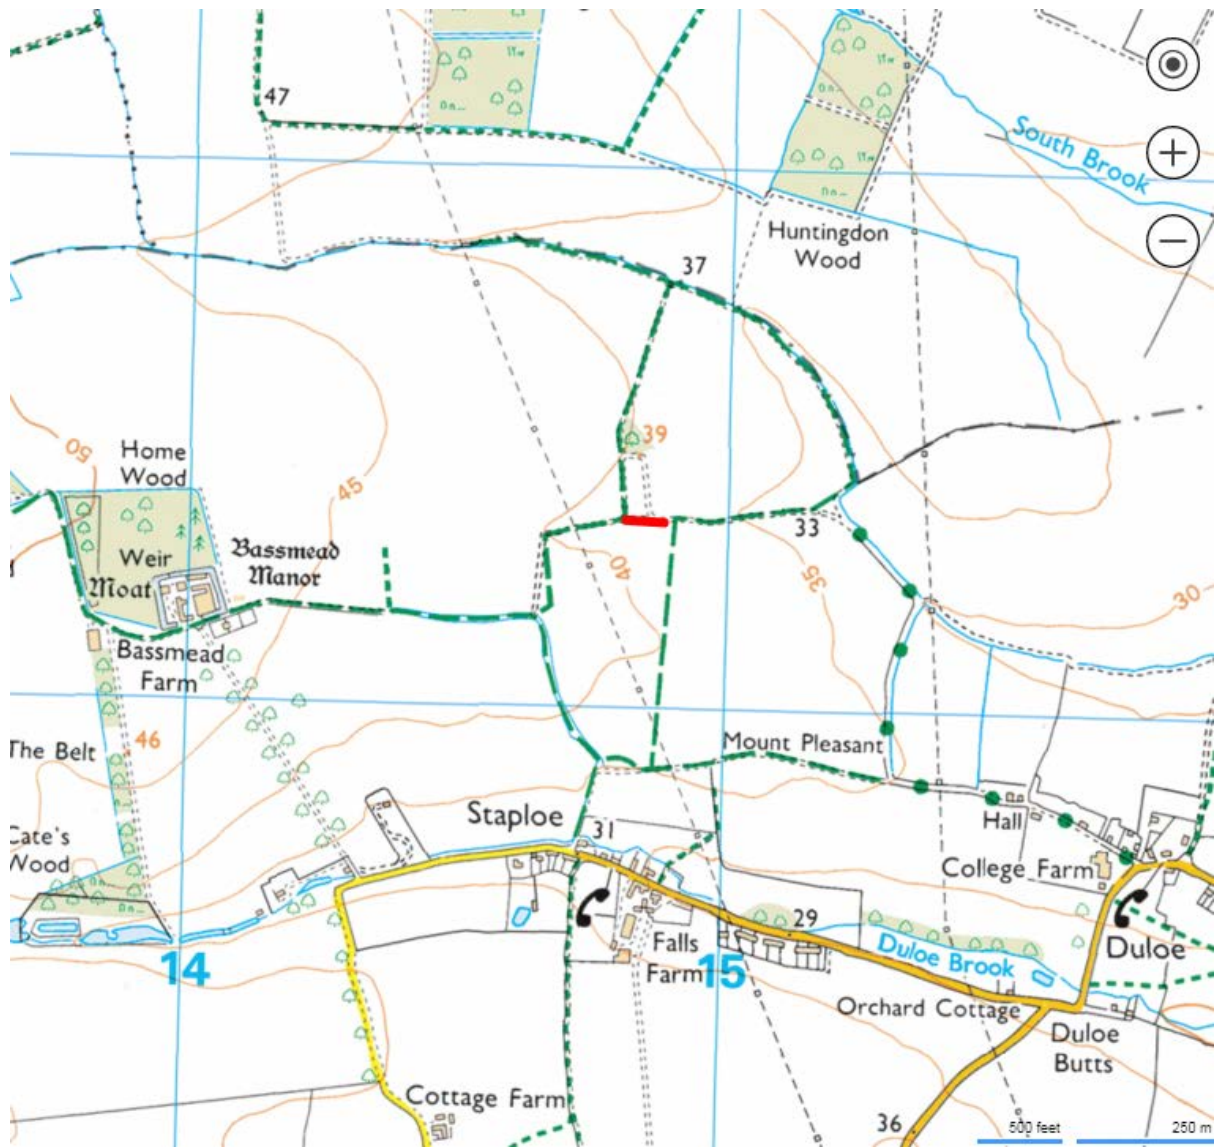 47
South Brook
Huntingdon
Wood
37
39
50
Home
Wood
45
33
Weir
Moat
Bassmead
Manor
40
35
30
Bassmead
Farm
46
The Belt
Mount Pleasant
Staploe
31
Hall
Cate's
Wood
College Farm
29
Falls
Farm
Duloe Brook
Duloe
14
15
Orchard Cottage
Duloe
Butts
Cottage Farm
36
500 feet
250 m